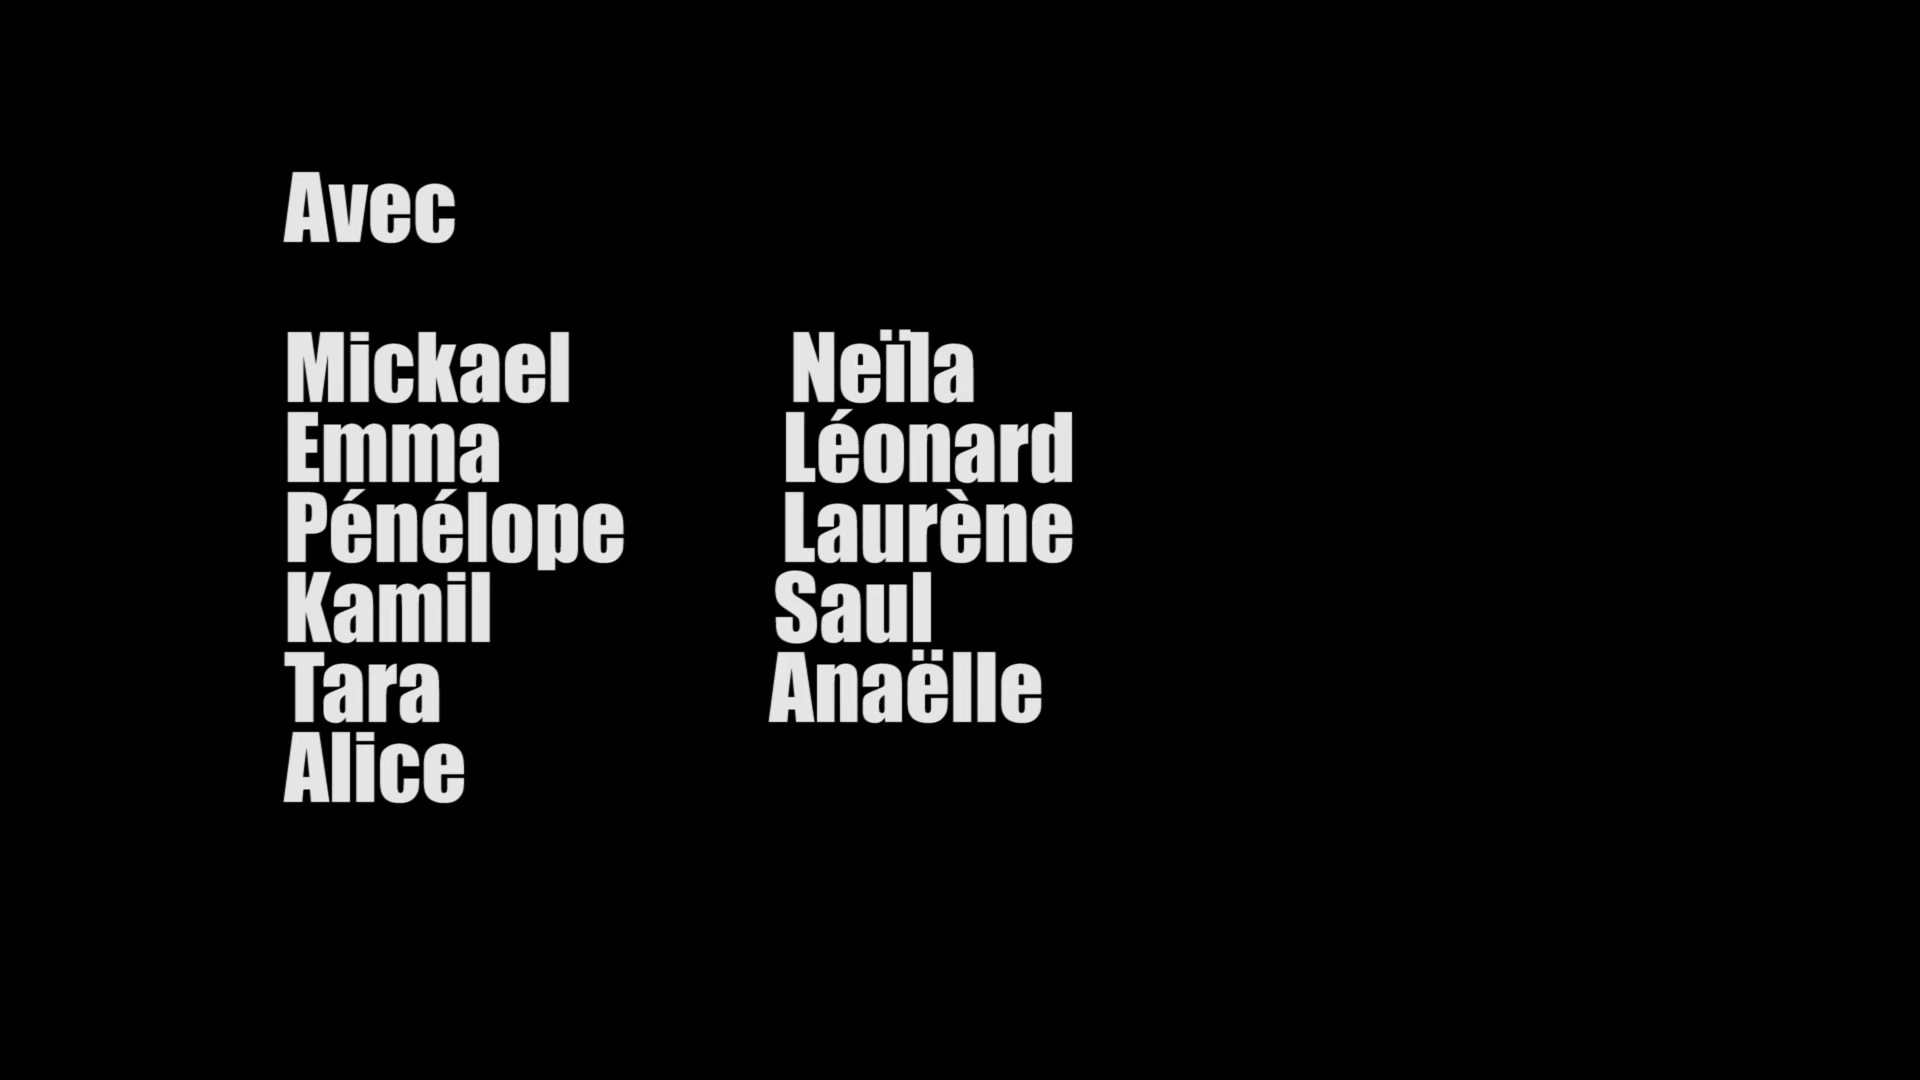 Avec
Mickael Neïla
Emma Léonard
Pénélope Laurène
Kamil Saul
Tara Anaëlle
Alice